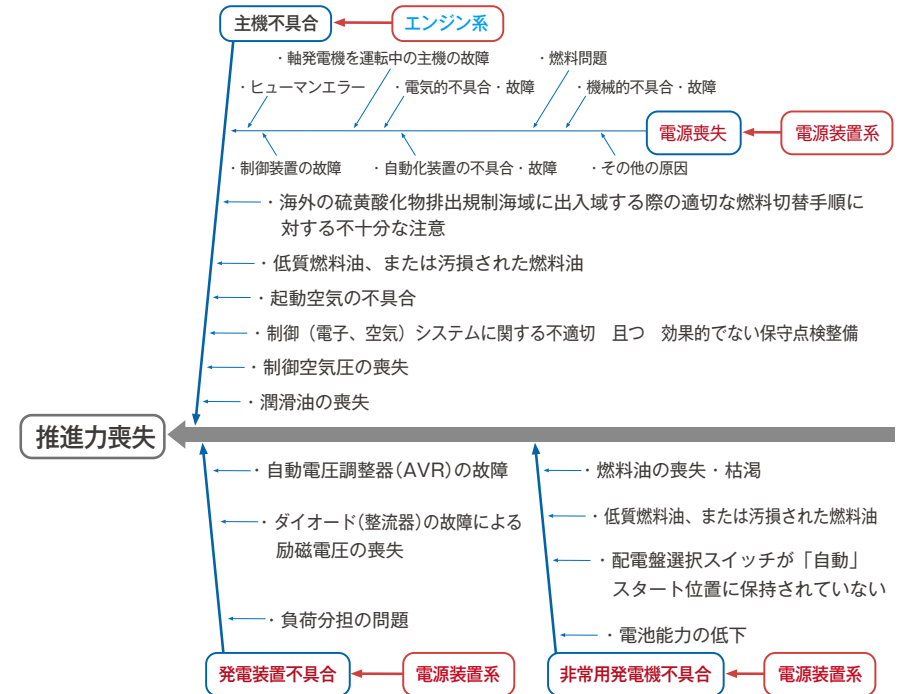 主機不具合
エンジン系
・軸発電機を運転中の主機の故障
・燃料問題
・ヒューマンエラー
・電気的不具合・故障
・機械的不具合・故障
電源喪失
電源装置系
・制御装置の故障
・自動化装置の不具合・故障
・その他の原因
・海外の硫黄酸化物排出規制海域に出入域する際の適切な燃料切替手順に
対する不十分な注意
・低質燃料油、または汚損された燃料油
・起動空気の不具合
・制御（電子、空気）システムに関する不適切　且つ　効果的でない保守点検整備
・制御空気圧の喪失
・潤滑油の喪失
推進力喪失
・自動電圧調整器(AVR)の故障
・ダイオード(整流器)の故障による
励磁電圧の喪失
・負荷分担の問題
発電装置不具合
電源装置系
・燃料油の喪失・枯渇
・低質燃料油、または汚損された燃料油
・配電盤選択スイッチが「自動」
スタート位置に保持されていない
・電池能力の低下
非常用発電機不具合
電源装置系